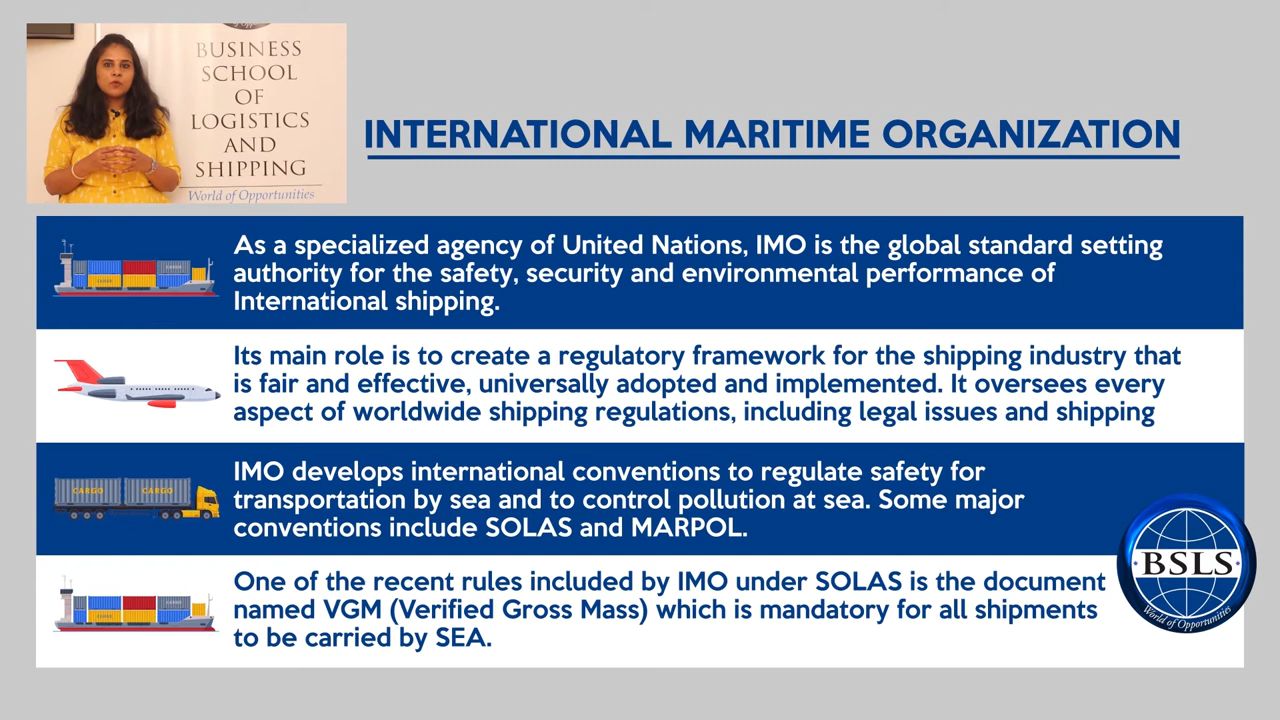 BUSINESS
SCHOOL
OF
LOGISTICS
AND
SHIPPING
World of Opportunities
INTERNATIONAL MARITIME ORGANIZATION
As a specialized agency of United Nations, IMO is the global standard setting
authority for the safety, security and environmental performance of
International shipping.
Its main role is to create a regulatory framework for the shipping industry that
is fair and effective, universally adopted and implemented. It oversees every
aspect of worldwide shipping regulations, including legal issues and shipping
CARGO CARGO
IMO develops international conventions to regulate safety for
transportation by sea and to control pollution at sea. Some major
conventions include SOLAS and MARPOL.
One of the recent rules included by IMO under SOLAS is the document
named VGM (Verified Gross Mass) which is mandatory for all shipments
to be carried by SEA.
BSLS
World of Opportunities